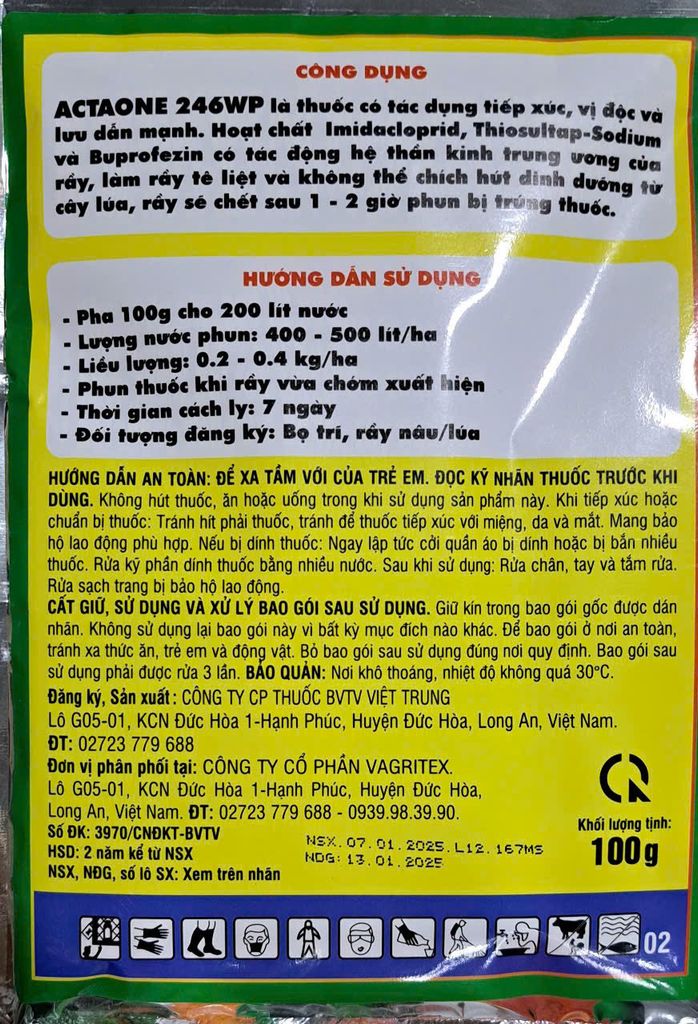 CÔNG DỤNG
ACTAONE 246WP là thuốc có tác dụng tiếp xúc, vị độc và
lưu dẫn mạnh. Hoạt chất Imidacloprid, Thiosultap-Sodium
và Buprofezin có tác động hệ thần kinh trung ương của
rầy, làm rầy tê liệt và không thể chích hút dinh dưỡng từ
cây lúa, rầy sẽ chết sau 1 - 2 giờ phun bị trúng thuốc.
HƯỚNG DẪN SỬ DỤNG
- Pha 100g cho 200 lít nước
- Lượng nước phun: 400 - 500 lít/ha
- Liều lượng: 0.2 - 0.4 kg/ha
- Phun thuốc khi rầy vừa chớm xuất hiện
- Thời gian cách ly: 7 ngày
- Đối tượng đăng ký: Bọ trĩ, rầy nâu/lúa
HƯỚNG DẪN AN TOÀN: ĐỂ XA TẦM VỚI CỦA TRẺ EM. ĐỌC KỸ NHÃN THUỐC TRƯỚC KHI
DÙNG. Không hút thuốc, ăn hoặc uống trong khi sử dụng sản phẩm này. Khi tiếp xúc hoặc
chuẩn bị thuốc: Tránh hít phải thuốc, tránh để thuốc tiếp xúc với miệng, da và mắt. Mang bảo
hộ lao động phù hợp. Nếu bị dính thuốc: Ngay lập tức cởi quần áo bị dính hoặc bị bắn nhiều
thuốc. Rửa kỹ phần dính thuốc bằng nhiều nước. Sau khi sử dụng: Rửa chân, tay và tắm rửa.
Rửa sạch trang bị bảo hộ lao động.
CẤT GIỮ, SỬ DỤNG VÀ XỬ LÝ BAO GÓI SAU SỬ DỤNG. Giữ kín trong bao gói gốc được dán
nhãn. Không sử dụng lại bao gói này vì bất kỳ mục đích nào khác. Để bao gói ở nơi an toàn,
tránh xa thức ăn, trẻ em và động vật. Bỏ bao gói sau sử dụng đúng nơi quy định. Bao gói sau
sử dụng phải được rửa 3 lần. BẢO QUẢN: Nơi khô thoáng, nhiệt độ không quá 30°C.
Đăng ký, Sản xuất : CÔNG TY CP THUỐC BVTV VIỆT TRUNG
Lô G05-01, KCN Đức Hòa 1-Hạnh Phúc, Huyện Đức Hòa, Long An, Việt Nam.
ĐT: 02723 779 688
Đơn vị phân phối tại: CÔNG TY CỔ PHẦN VAGRITEX.
Lô G05-01, KCN Đức Hòa 1-Hạnh Phúc, Huyện Đức Hòa,
Long An, Việt Nam. ĐT: 02723 779 688 - 0939.98.39.90.
Số ĐK: 3970/CNĐKT-BVTV
HSD: 2 năm kể từ NSX
NSX, NĐG, số lô SX: Xem trên nhãn
NSX. 07.01.2025.L12.167MS
NDG: 13.01.2025
Khối lượng tịnh:
100g
02